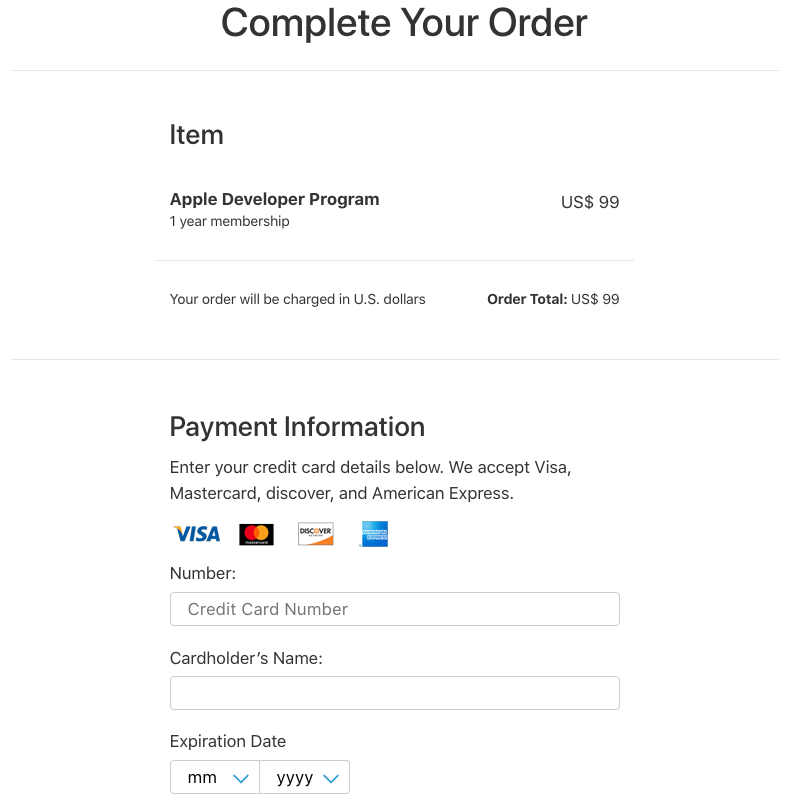 Complete Your Order
Item
Apple Developer Program
US$ 99
1 year membership
Your order will be charged in U.S. dollars
Order Total: US$ 99
Payment Information
Enter your credit card details below. We accept Visa,
Mastercard, discover, and American Express.
VISA
mastercard
DISCOVER
NETWORK
AMERICAN
EXPRESS
Number:
Credit Card Number
Cardholder’s Name:
Expiration Date
mm
yyyy